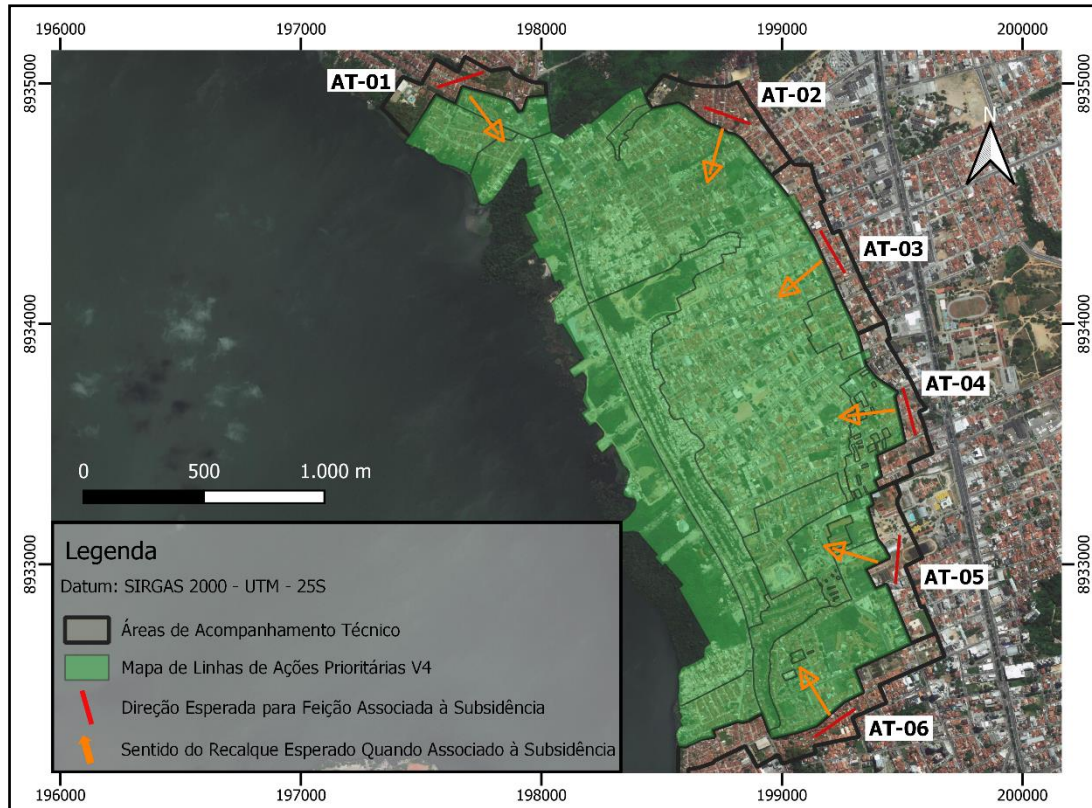 196000 197000 198000 199000 200000
8935000 8935000
AT-01
AT-02
N
AT-03
8934000 8934000
AT-04
0 500 1.000 m
Legenda
Datum: SIRGAS 2000 - UTM - 25S
8933000 8933000
AT-05
Áreas de Acompanhamento Técnico
Mapa de Linhas de Ações Prioritárias V4
Direção Esperada para Feição Associada à Subsidência
AT-06
Sentido do Recalque Esperado Quando Associado à Subsidência
196000 197000 198000 199000 200000